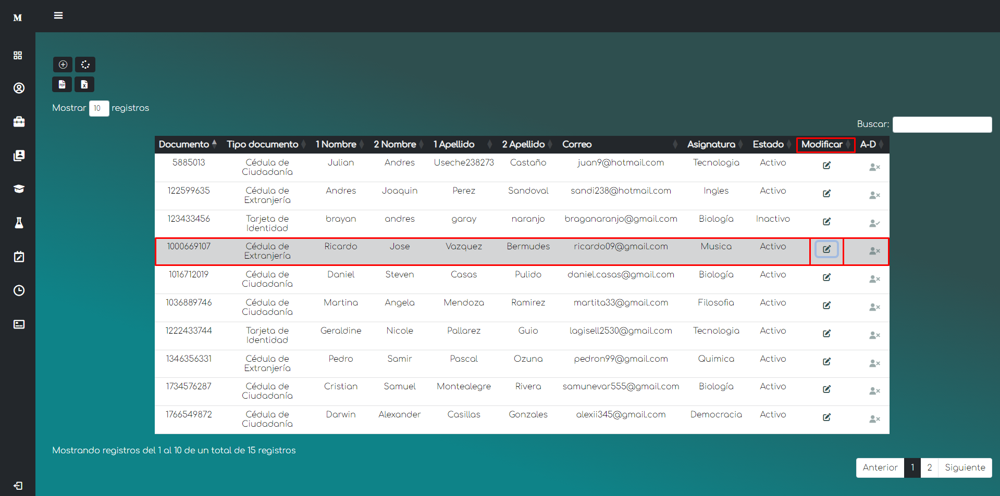 M
PDF
X
Mostrar 10 registros
Buscar:
Documento Tipo documento 1 Nombre 2 Nombre 1 Apellido 2 Apellido Correo Asignatura Estado Modificar A-D
5885013 Cédula de Ciudadanía Julian Andres Useche238273 Castaño juan9@hotmail.com Tecnologia Activo
122599635 Cédula de Extranjería Andres Joaquin Perez Sandoval sandi238@hotmail.com Ingles Activo
123433456 Tarjeta de Identidad brayan andres garay naranjo braganaranjo@gmail.com Biología Inactivo
1000669107 Cédula de Extranjería Ricardo Jose Vazquez Bermudes ricardo09@gmail.com Musica Activo
1016712019 Cédula de Ciudadanía Daniel Steven Casas Pulido daniel.casas@gmail.com Biología Activo
1036889746 Cédula de Ciudadanía Martina Angela Mendoza Ramirez martita33@gmail.com Filosofia Activo
1222433744 Tarjeta de Identidad Geraldine Nicole Pallarez Guio lagisell2530@gmail.com Tecnologia Activo
1346356331 Cédula de Extranjería Pedro Samir Pascal Ozuna pedron99@gmail.com Quimica Activo
1734576287 Cédula de Ciudadanía Cristian Samuel Montealegre Rivera samunevar555@gmail.com Biología Activo
1766549872 Cédula de Ciudadanía Darwin Alexander Casillas Gonzales alexii345@gmail.com Democracia Activo
Mostrando registros del 1 al 10 de un total de 15 registros
Anterior 1 2 Siguiente